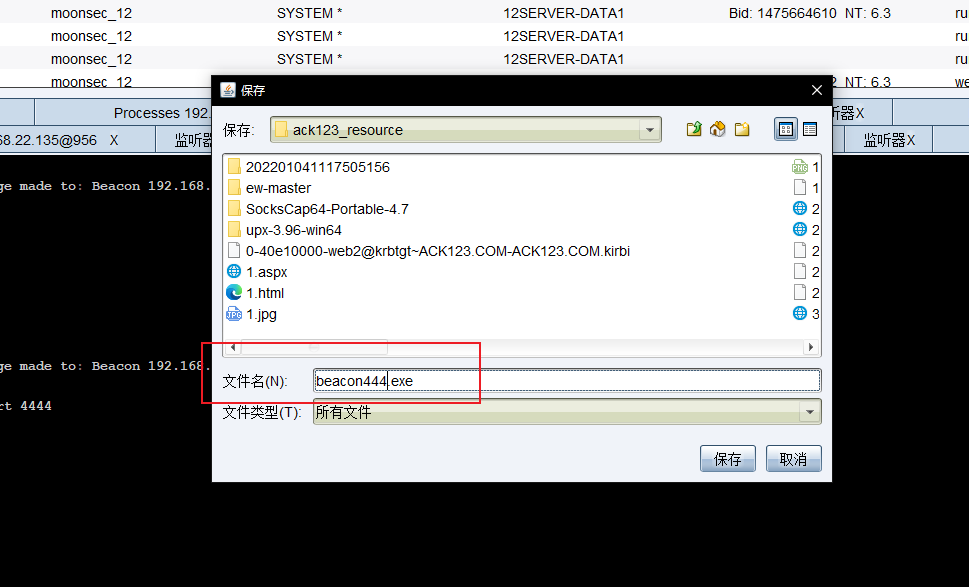 moonsec_12 SYSTEM * 12SERVER-DATA1 Bid: 1475664610 NT: 6.3 ru
moonsec_12 SYSTEM * 12SERVER-DATA1 ru
moonsec_12 SYSTEM * 12SERVER-DATA1 ru
moonsec_12 2 NT: 6.3 we
保存
Processes 192. 听器X
保存: ack123_resource
68.22.135@956 X 监听器 监听器X
202201041117505156 1
ge made to: Beacon 192.168.
ew-master 1
SocksCap64-Portable-4.7 2
upx-3.96-win64 2
0-40e10000-web2@krbtgt~ACK123.COM-ACK123.COM.kirbi 2
1.aspx 2
1.html 2
JPG 1.jpg 3
ge made to: Beacon 192.168.
文件名(N): beacon444.exe
rt 4444
文件类型(T): 所有文件
保存 取消